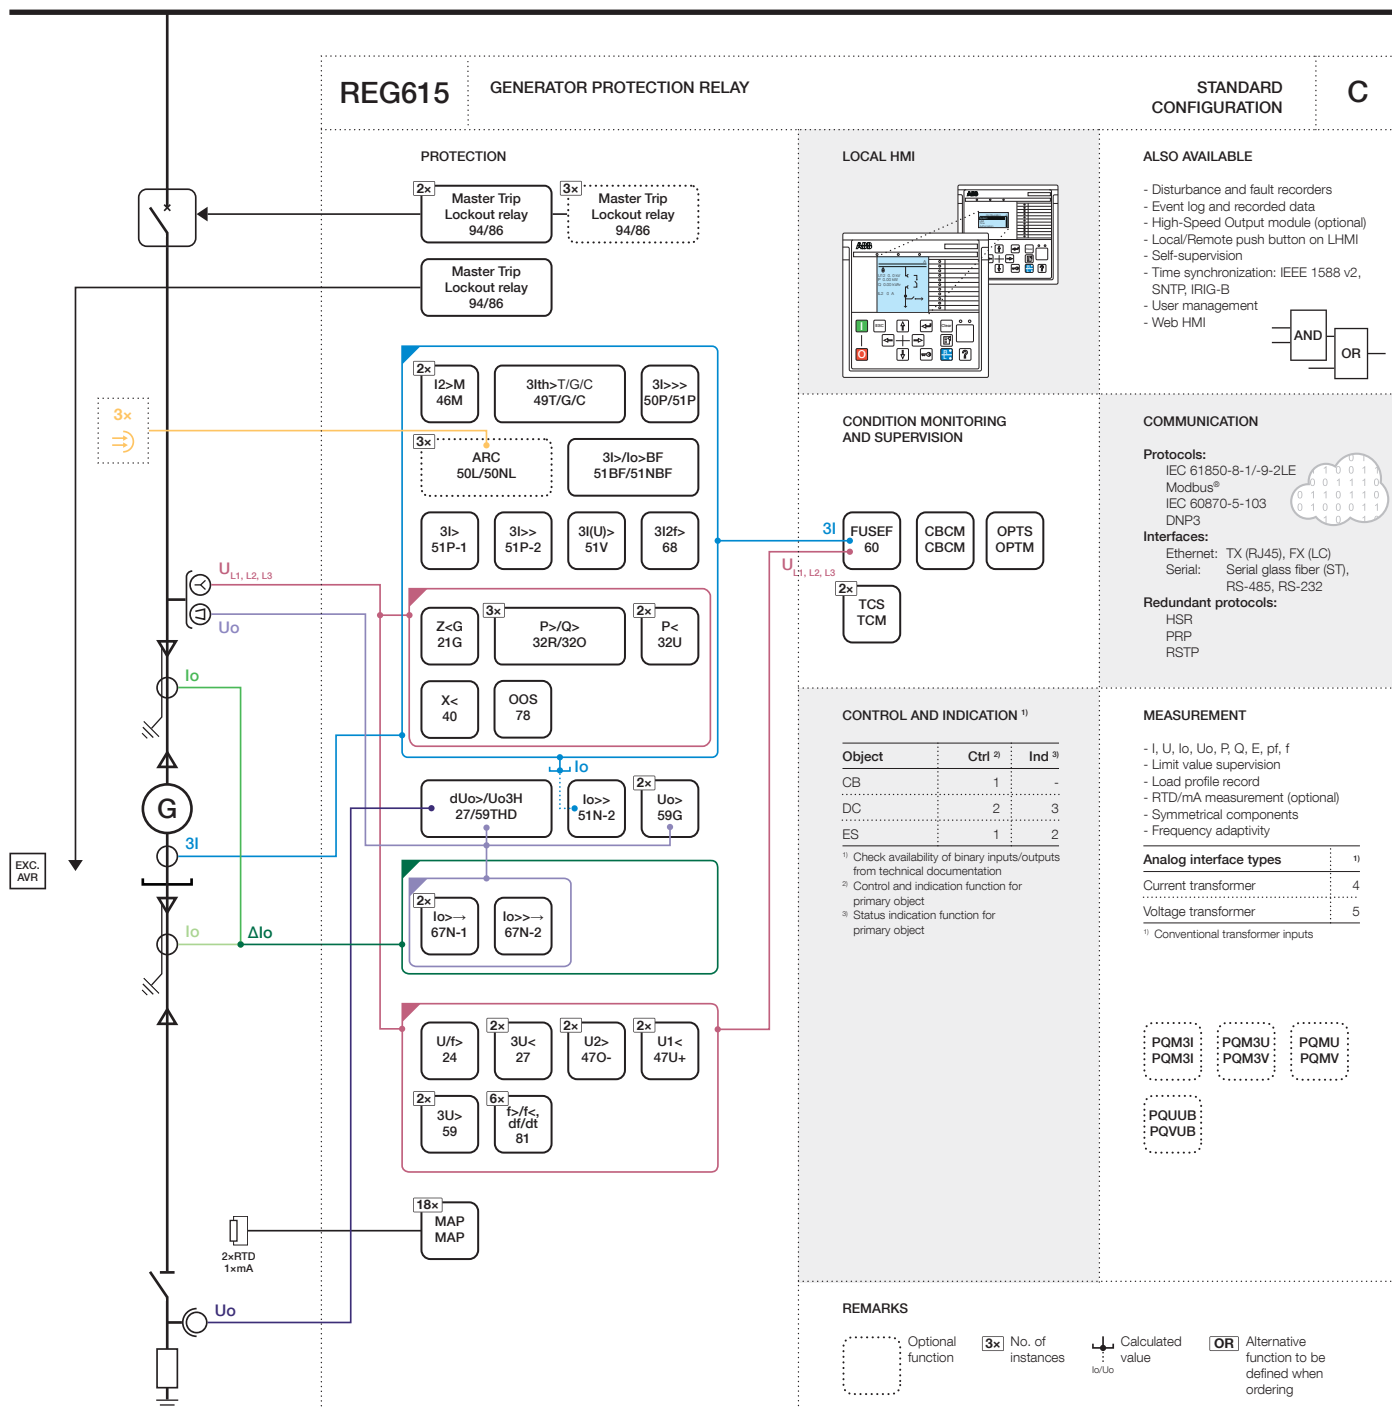 REG615
GENERATOR PROTECTION RELAY
STANDARD
CONFIGURATION
C
PROTECTION
2×
Master Trip
Lockout relay
94/86
3×
Master Trip
Lockout relay
94/86
Master Trip
Lockout relay
94/86
2×
I2>M
46M
3Ith>T/G/C
49T/G/C
3I>>>
50P/51P
3×
3×
ARC
50L/50NL
3I>/Io>BF
51BF/51NBF
3I>
51P-1
3I>>
51P-2
3I(U)>
51V
3I2f>
68
UL1, L2, L3
Uo
Z<G
21G
3×
P>/Q>
32R/32O
2×
P<
32U
Io
X<
40
OOS
78
Io
G
dUo>/Uo3H
27/59THD
Io>>
51N-2
2×
Uo>
59G
3I
EXC.
AVR
2×
Io>→
67N-1
Io>>→
67N-2
Io
ΔIo
U/f>
24
2×
3U<
27
2×
U2>
47O-
2×
U1<
47U+
2×
3U>
59
6×
f>/f<,
df/dt
81
18×
MAP
MAP
2×RTD
1×mA
Uo
LOCAL HMI
ABB
ABB
ESC
Clear
I
O
?
?
CONDITION MONITORING
AND SUPERVISION
3I
UL1, L2, L3
FUSEF
60
CBCM
CBCM
OPTS
OPTM
2×
TCS
TCM
CONTROL AND INDICATION 1)
Object Ctrl 2) Ind 3)
CB 1 -
DC 2 3
ES 1 2
1) Check availability of binary inputs/outputs
from technical documentation
2) Control and indication function for
primary object
3) Status indication function for
primary object
ALSO AVAILABLE
- Disturbance and fault recorders
- Event log and recorded data
- High-Speed Output module (optional)
- Local/Remote push button on LHMI
- Self-supervision
- Time synchronization: IEEE 1588 v2,
SNTP, IRIG-B
- User management
- Web HMI
AND
OR
COMMUNICATION
Protocols:
IEC 61850-8-1/-9-2LE
Modbus®
IEC 60870-5-103
DNP3
Interfaces:
Ethernet: TX (RJ45), FX (LC)
Serial: Serial glass fiber (ST),
RS-485, RS-232
Redundant protocols:
HSR
PRP
RSTP
MEASUREMENT
- I, U, Io, Uo, P, Q, E, pf, f
- Limit value supervision
- Load profile record
- RTD/mA measurement (optional)
- Symmetrical components
- Frequency adaptivity
Analog interface types 1)
Current transformer 4
Voltage transformer 5
1) Conventional transformer inputs
PQM3I
PQM3I
PQM3U
PQM3V
PQMU
PQMV
PQUUB
PQVUB
REMARKS
Optional
function
3× No. of
instances
Calculated
value
Io/Uo
OR Alternative
function to be
defined when
ordering